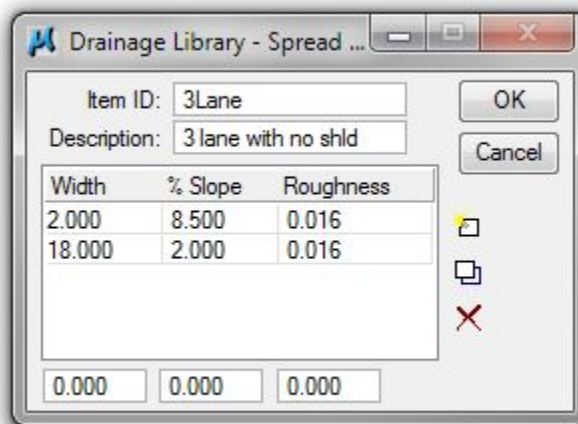 Drainage Library - Spread ...
Item ID: 3Lane OK
Description: 3 lane with no shld Cancel
Width % Slope Roughness
2.000 8.500 0.016
18.000 2.000 0.016
0.000 0.000 0.000